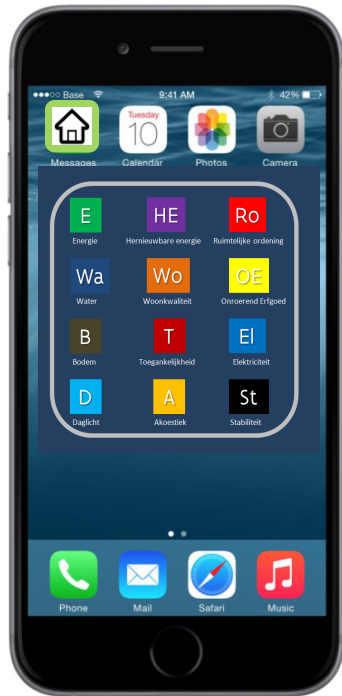 Base 9:41 AM 42%
Tuesday
10
Messages Calendar Photos Camera
E HE Ro
Energie Hernieuwbare energie Ruimtelijke ordening
Wa Wo OE
Water Woonkwaliteit Onroerend Erfgoed
B T El
Bodem Toegankelijkheid Elektriciteit
D A St
Daglicht Akoestiek Stabiliteit
Phone Mail Safari Music